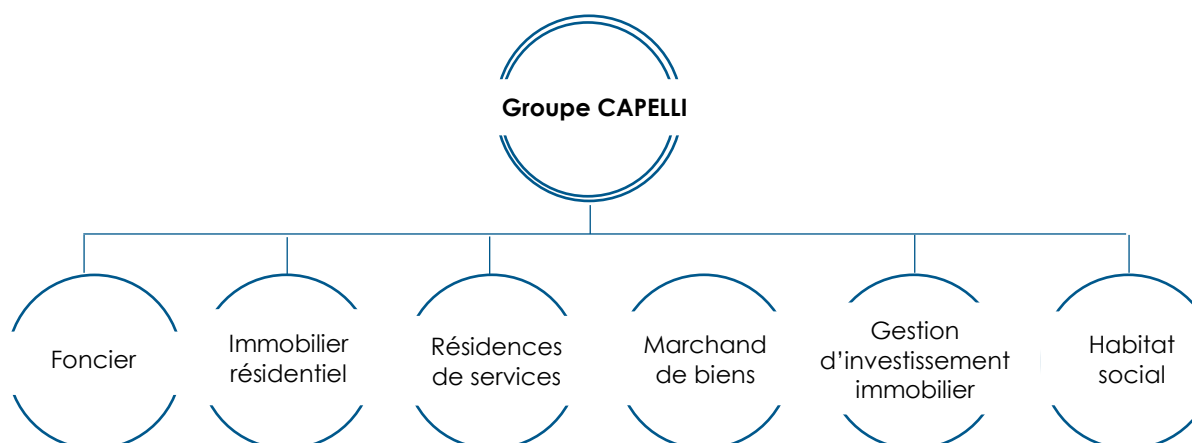 Groupe CAPELLI
Foncier
Immobilier
résidentiel
Résidences
de services
Marchand
de biens
Gestion
d’investissement
immobilier
Habitat
social